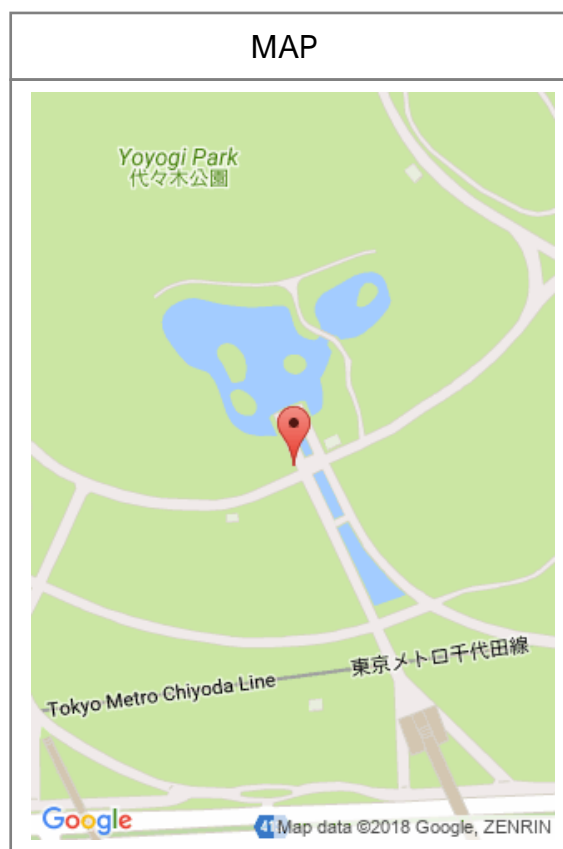 MAP
Yoyogi Park
代々木公園
東京メトロ千代田線
Tokyo Metro Chiyoda Line
Google
Map data ©2018 Google, ZENRIN